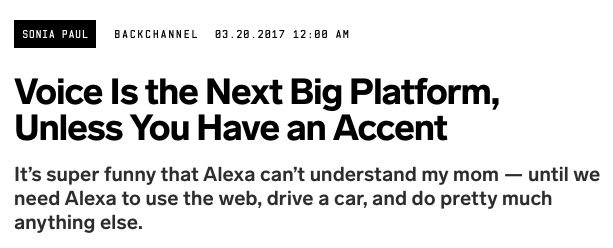 SONIA PAUL BACKCHANNEL 03.20.2017 12:00 AM
Voice Is the Next Big Platform,
Unless You Have an Accent
It’s super funny that Alexa can’t understand my mom — until we
need Alexa to use the web, drive a car, and do pretty much
anything else.